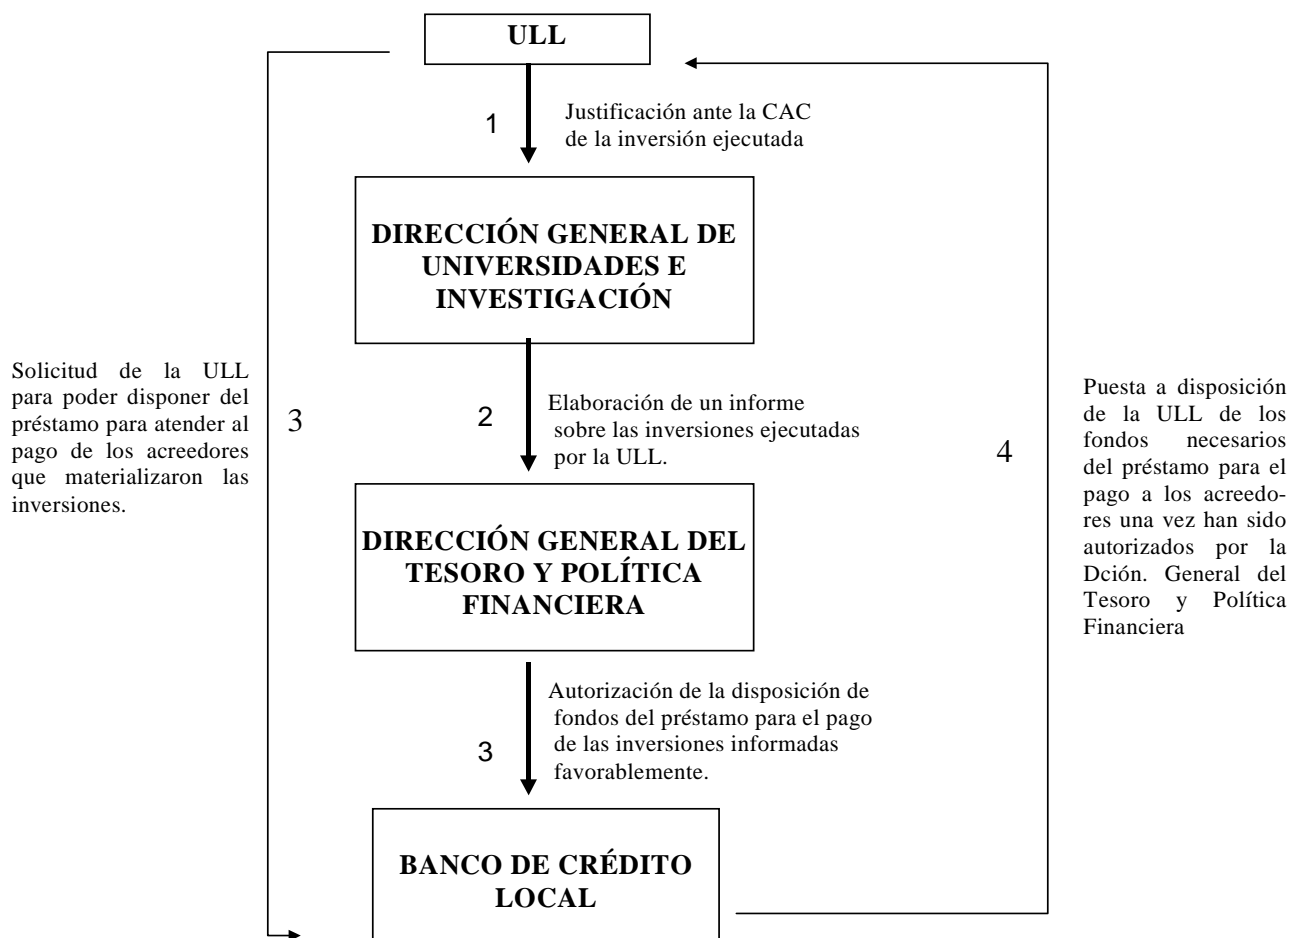 ULL
1
Justificación ante la CAC
de la inversión ejecutada
DIRECCIÓN GENERAL DE
UNIVERSIDADES E
INVESTIGACIÓN
Solicitud de la ULL
para poder disponer del
préstamo para atender al
pago de los acreedores
que materializaron las
inversiones.
3
2
Elaboración de un informe
sobre las inversiones ejecutadas
por la ULL.
4
Puesta a disposición
de la ULL de los
fondos necesarios
del préstamo para el
pago a los acreedo-
res una vez han sido
autorizados por la
Dción. General del
Tesoro y Política
Financiera
DIRECCIÓN GENERAL DEL
TESORO Y POLÍTICA
FINANCIERA
3
Autorización de la disposición de
fondos del préstamo para el pago
de las inversiones informadas
favorablemente.
BANCO DE CRÉDITO
LOCAL